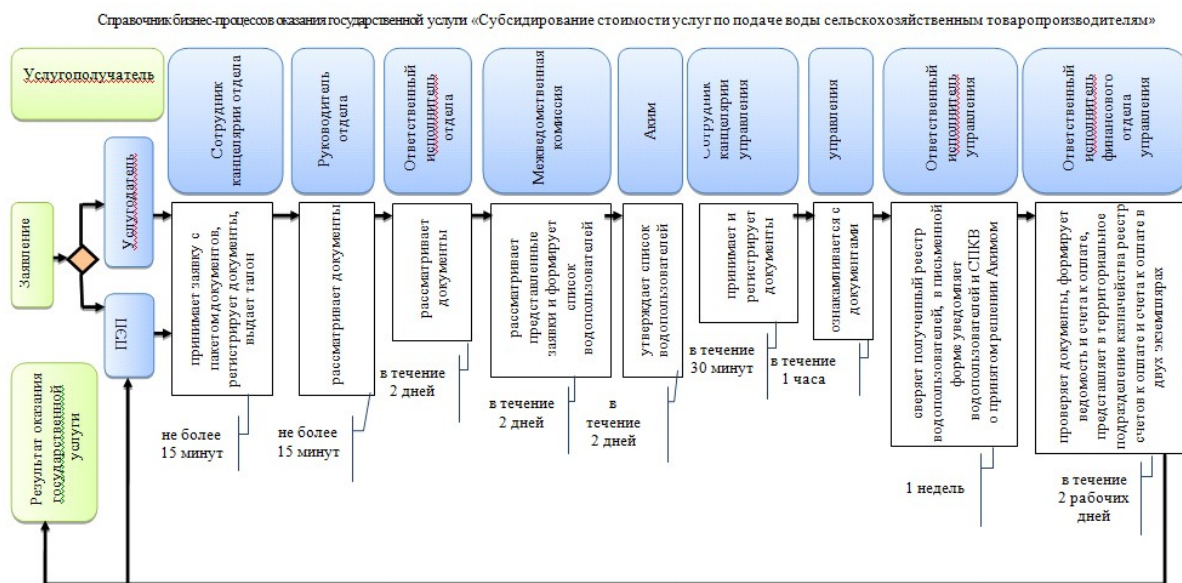 Справочник бизнес-процессов оказания государственной услуги «Субсидирование стоимости услуг по подаче воды сельскохозяйственным товаропроизводителям»
Услугополучатель
Сотрудник
канцелярии отдела
Руководитель
отдела
Ответственный
исполнитель
отдела
Межведомственная
комиссия
Аким
Сотрудник
канцелярии
управления
управления
Ответственный
исполнитель
управления
Ответственный
исполнитель
финансового
отдела
управления
Заявление
Услугодатель
ПЭП
Результат оказания
государственной
услуги
принимает заявку с
пакетом документов,
регистрирует документы,
выдает талон
не более
15 минут
рассматривает документы
не более
15 минут
рассматривает
документы
в течение
2 дней
рассматривает
представленные
заявки и формирует
список
водопользователей
в течение
2 дней
утверждает список
водопользователей
в
течение
2 дней
принимает и
регистрирует
документы
в течение
30 минут
ознакамливается с
документами
в течение
1 часа
сверяет полученный реестр
водопользователей, в письменной
форме уведомляет
водопользователей и СПКВ
о принятом решении Акимом
1 недель
проверяет документы, формирует
ведомость и счета к оплате,
представляет в территориальное
подразделение казначейства реестр
счетов к оплате и счета к оплате в
двух экземплярах
в течение
2 рабочих
дней